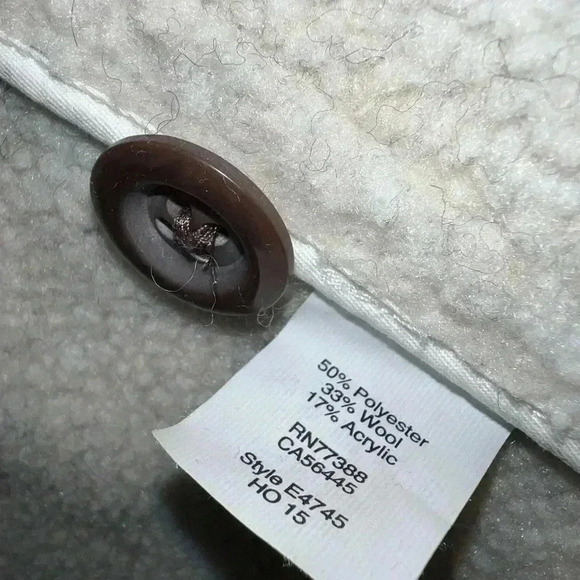 50% Polyester
33% Wool
17% Acrylic
RN77388
CA56445
Style E4745
HO 15